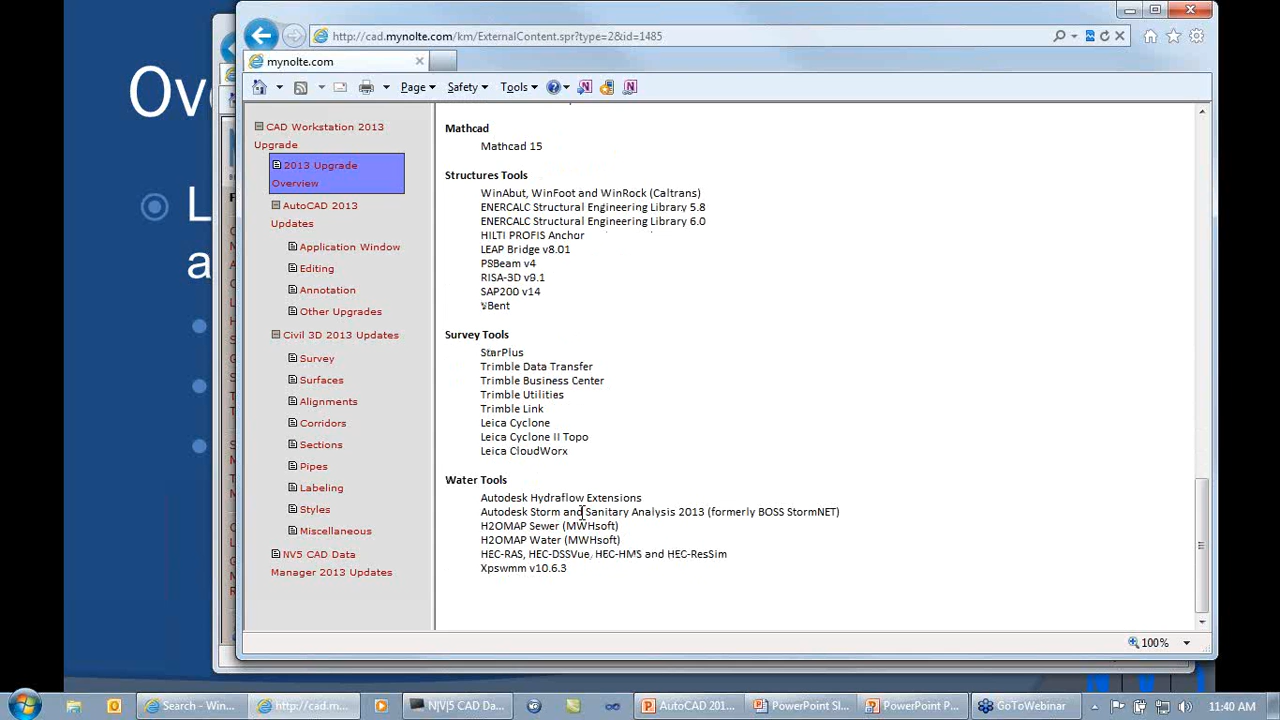 Ove
L
a
http://cad.mynolte.com/km/ExternalContent.spr?type=2&id=1485
mynolte.com
Page
Safety
Tools
CAD Workstation 2013
Upgrade
2013 Upgrade
Overview
AutoCAD 2013
Updates
Application Window
Editing
Annotation
Other Upgrades
Civil 3D 2013 Updates
Survey
Surfaces
Alignments
Corridors
Sections
Pipes
Labeling
Styles
Miscellaneous
NV5 CAD Data
Manager 2013 Updates
Mathcad
Mathcad 15
Structures Tools
WinAbut, WinFoot and WinRock (Caltrans)
ENERCALC Structural Engineering Library 5.8
ENERCALC Structural Engineering Library 6.0
HILTI PROFIS Anchor
LEAP Bridge v8.01
PSBeam v4
RISA-3D v9.1
SAP200 v14
VBent
Survey Tools
StarPlus
Trimble Data Transfer
Trimble Business Center
Trimble Utilities
Trimble Link
Leica Cyclone
Leica Cyclone II Topo
Leica CloudWorx
Water Tools
Autodesk Hydraflow Extensions
Autodesk Storm and Sanitary Analysis 2013 (formerly BOSS StormNET)
H2OMAP Sewer (MWHsoft)
H2OMAP Water (MWHsoft)
HEC-RAS, HEC-DSSVue, HEC-HMS and HEC-ResSim
Xpswmm v10.6.3
100%
Search - Win...
http://cad.m...
N|V|5 CAD Da...
AutoCAD 201...
PowerPoint Sl...
PowerPoint P...
GoToWebinar
11:40 AM